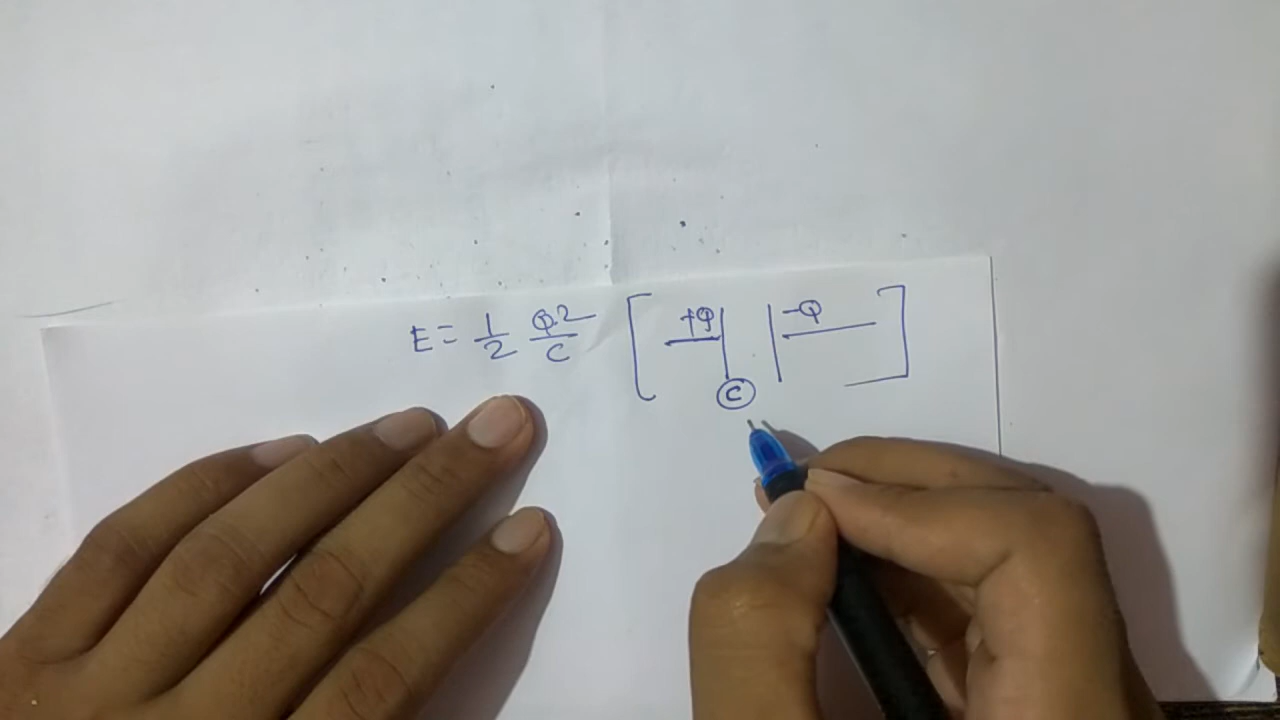 E = 1/2 Q2/C [ +Q | | -Q ]
C